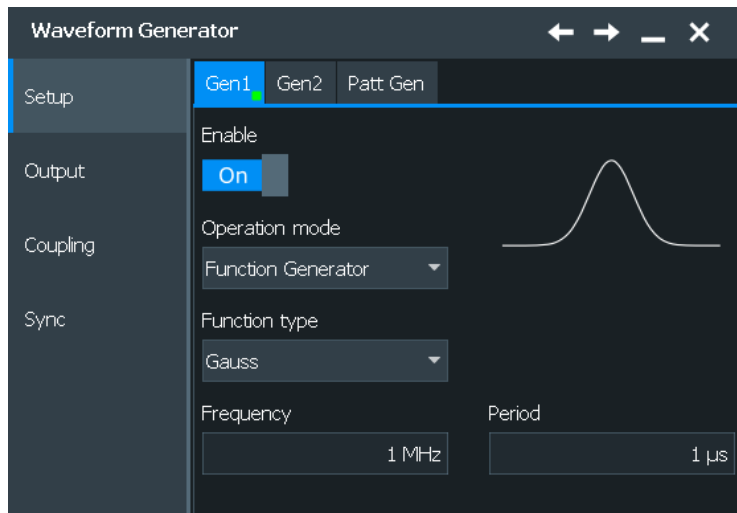 Waveform Generator
Setup
Output
Coupling
Sync
Gen1 Gen2 Patt Gen
Enable
On
Operation mode
Function Generator
Function type
Gauss
Frequency Period
1 MHz 1 µs